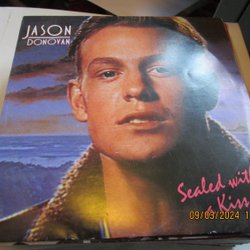 JASON
DONOVAN
Sealed with
a Kiss
09/03/2024